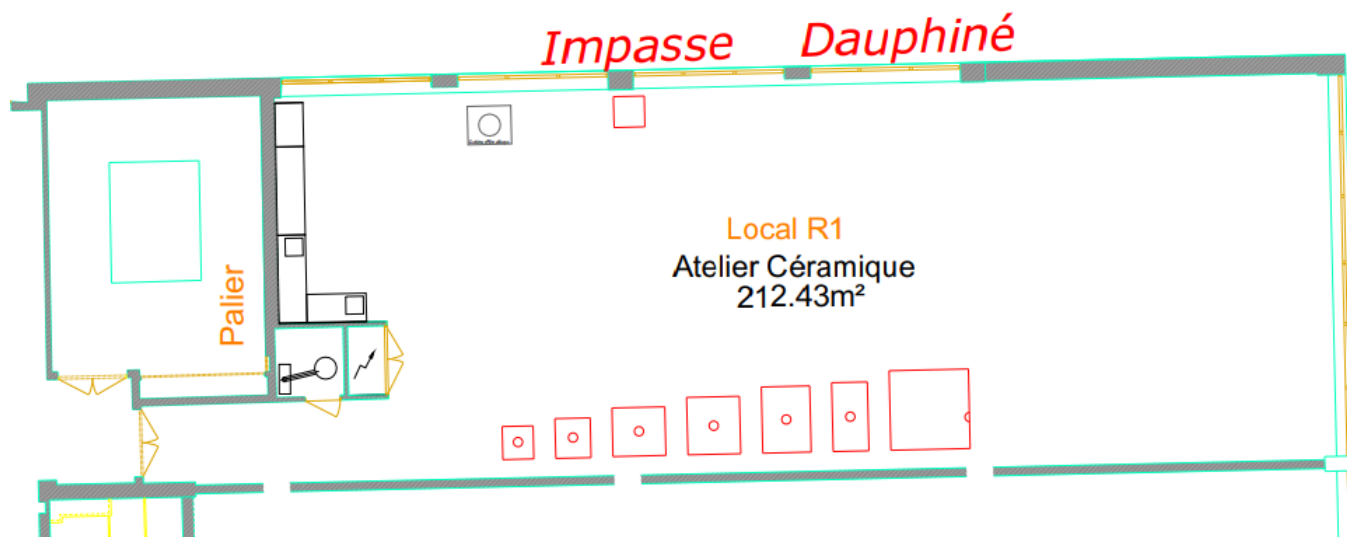 Impasse Dauphiné
Local R1
Atelier Céramique
212.43m²
Palier